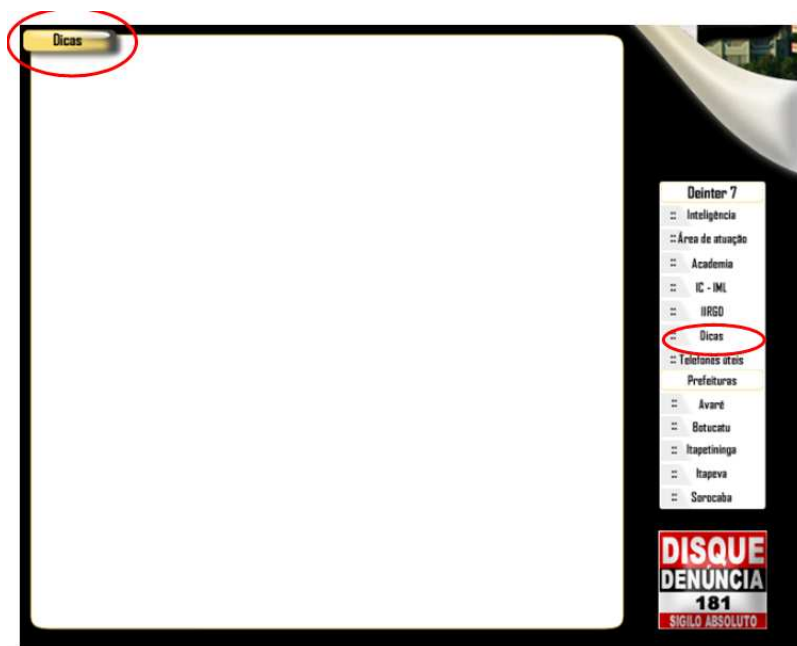 Dicas
Deinter 7
:: Inteligência
:: Área de atuação
:: Academia
:: IC - IML
:: IIRGD
:: Dicas
:: Telefones úteis
Prefeituras
:: Avaré
:: Botucatu
:: Itapetininga
:: Itapeva
:: Sorocaba
DISQUE
DENÚNCIA
181
SIGILO ABSOLUTO